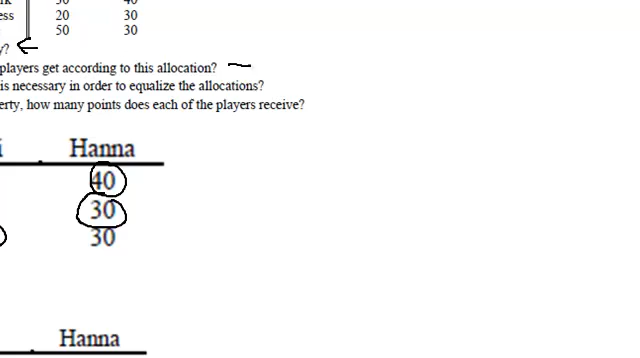 ess 20 30
50 30
y?
players get according to this allocation?
is necessary in order to equalize the allocations?
erty, how many points does each of the players receive?
i Hanna
40
30
30
Hanna